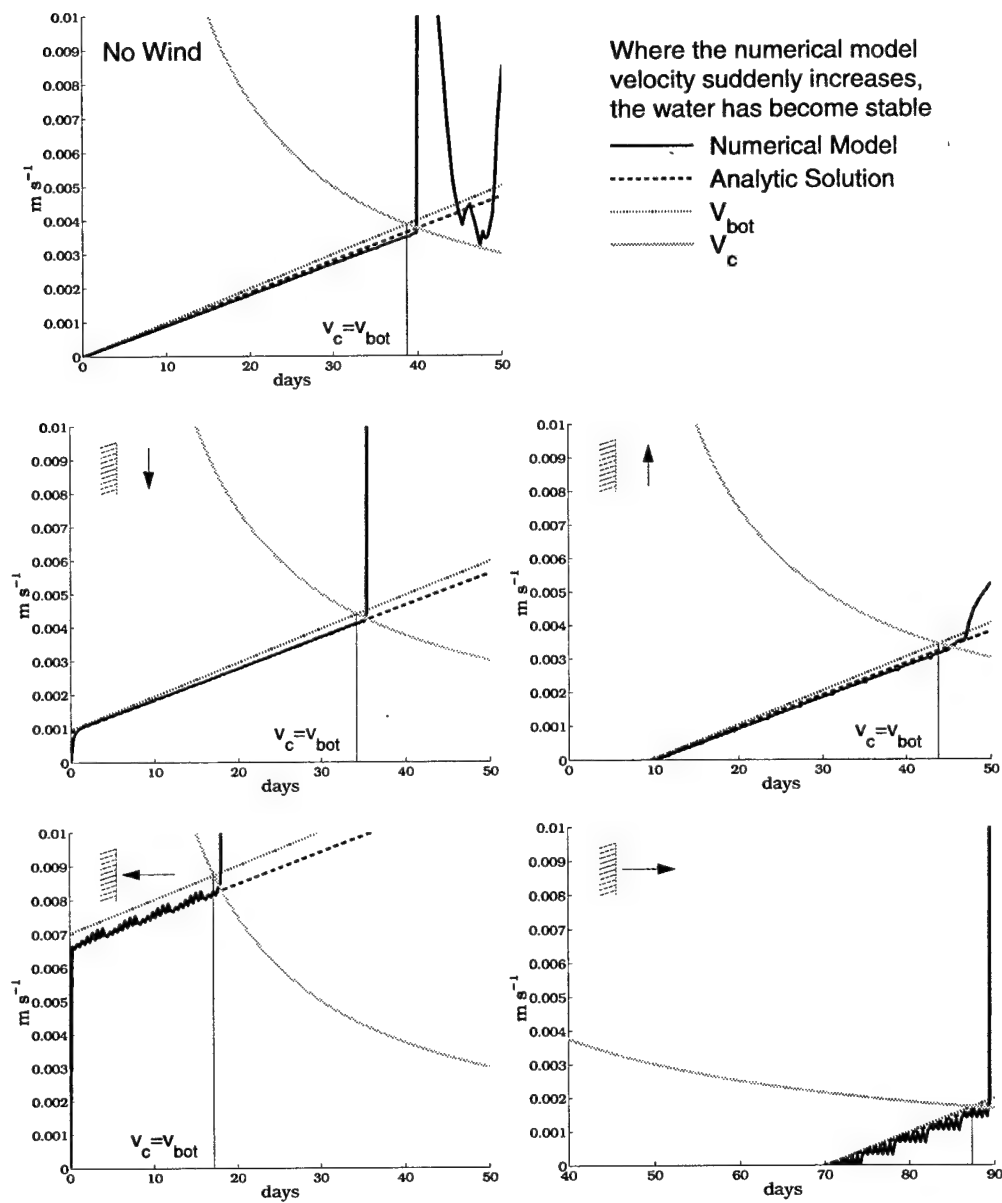 No Wind
Where the numerical model
velocity suddenly increases,
the water has become stable
Numerical Model
Analytic Solution
V_bot
V_c
0.01
0.009
0.008
0.007
0.006
0.005
0.004
0.003
0.002
0.001
0
m s⁻¹
v_c=v_bot
0 10 20 30 40 50
days
0.01
0.009
0.008
0.007
0.006
0.005
0.004
0.003
0.002
0.001
0
m s⁻¹
v_c=v_bot
0 10 20 30 40 50
days
0.01
0.009
0.008
0.007
0.006
0.005
0.004
0.003
0.002
0.001
0
m s⁻¹
v_c=v_bot
0 10 20 30 40 50
days
0.01
0.009
0.008
0.007
0.006
0.005
0.004
0.003
0.002
0.001
0
m s⁻¹
v_c=v_bot
0 10 20 30 40 50
days
0.01
0.009
0.008
0.007
0.006
0.005
0.004
0.003
0.002
0.001
0
m s⁻¹
40 50 60 70 80 90
days